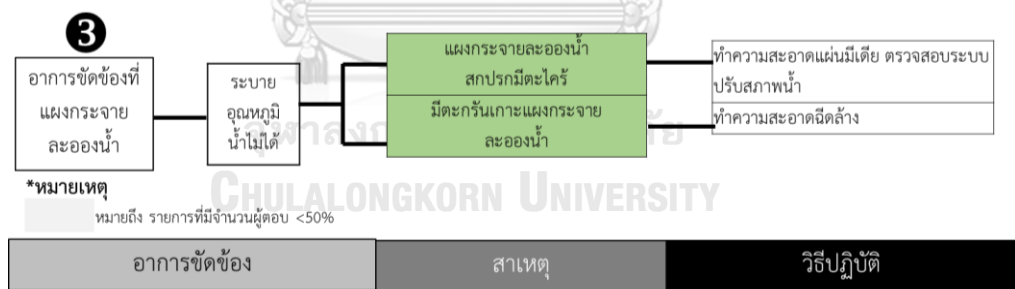 3
อาการขัดข้องที่
แผงกระจาย
ละอองน้ำ
ระบาย
อุณหภูมิ
น้ำไม่ได้
แผงกระจายละอองน้ำ
สกปรกมีตะไคร้
มีตะกรันเกาะแผงกระจาย
ละอองน้ำ
ทำความสะอาดแผ่นมีเดีย ตรวจสอบระบบ
ปรับสภาพน้ำ
ทำความสะอาดฉีดล้าง
*หมายเหตุ
หมายถึง รายการที่มีจำนวนผู้ตอบ <50%
CHULALONGKORN UNIVERSITY
อาการขัดข้อง สาเหตุ วิธีปฏิบัติ